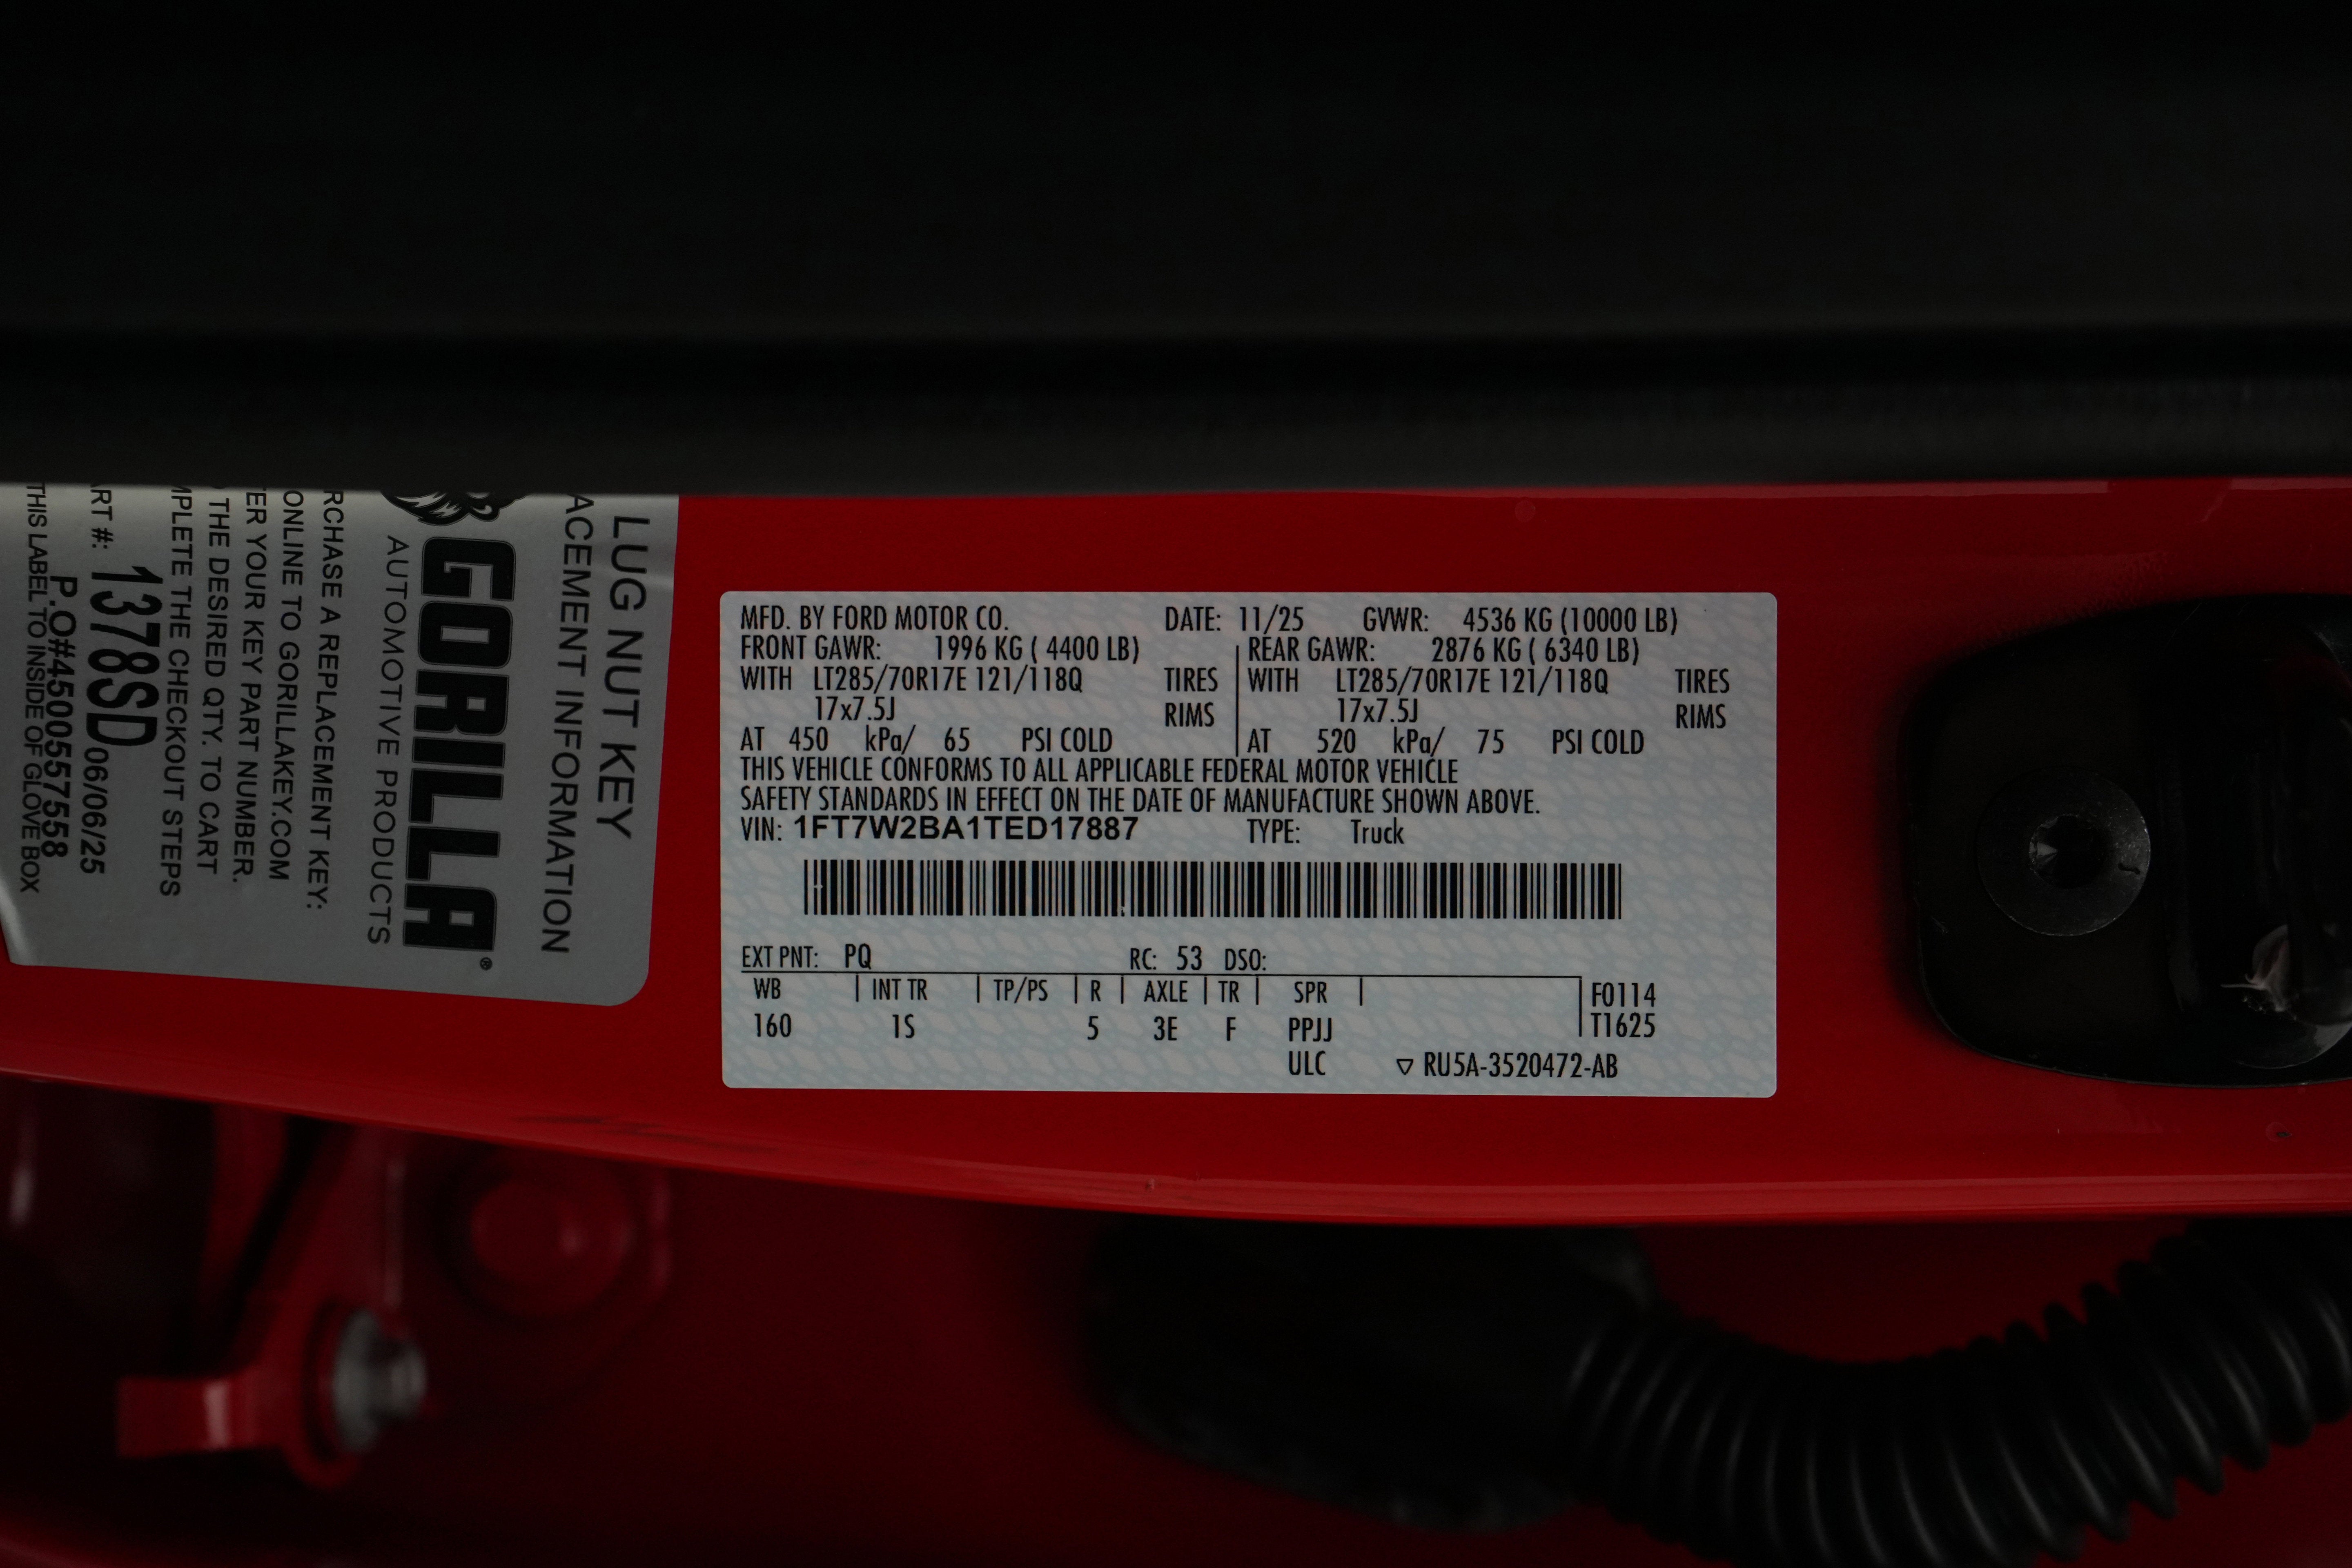 LUG NUT KEY
ACEMENT INFORMATION
GORILLA®
AUTOMOTIVE PRODUCTS
RCHASE A REPLACEMENT KEY:
ONLINE TO GORILLAKEY.COM
ER YOUR KEY PART NUMBER.
THE DESIRED QTY. TO CART
MPLETE THE CHECKOUT STEPS
ART #: 1378SD 06/06/25
P.O#4500557558
THIS LABEL TO INSIDE OF GLOVE BOX
MFD. BY FORD MOTOR CO. DATE: 11/25 GVWR: 4536 KG (10000 LB)
FRONT GAWR: 1996 KG ( 4400 LB) REAR GAWR: 2876 KG ( 6340 LB)
WITH LT285/70R17E 121/118Q TIRES WITH LT285/70R17E 121/118Q TIRES
17x7.5J RIMS 17x7.5J RIMS
AT 450 kPa/ 65 PSI COLD AT 520 kPa/ 75 PSI COLD
THIS VEHICLE CONFORMS TO ALL APPLICABLE FEDERAL MOTOR VEHICLE
SAFETY STANDARDS IN EFFECT ON THE DATE OF MANUFACTURE SHOWN ABOVE.
VIN: 1FT7W2BA1TED17887 TYPE: Truck
EXT PNT: PQ RC: 53 DSO:
WB INT TR TP/PS R AXLE TR SPR F0114
160 1S 5 3E F PPJJ T1625
ULC ▽ RU5A-3520472-AB